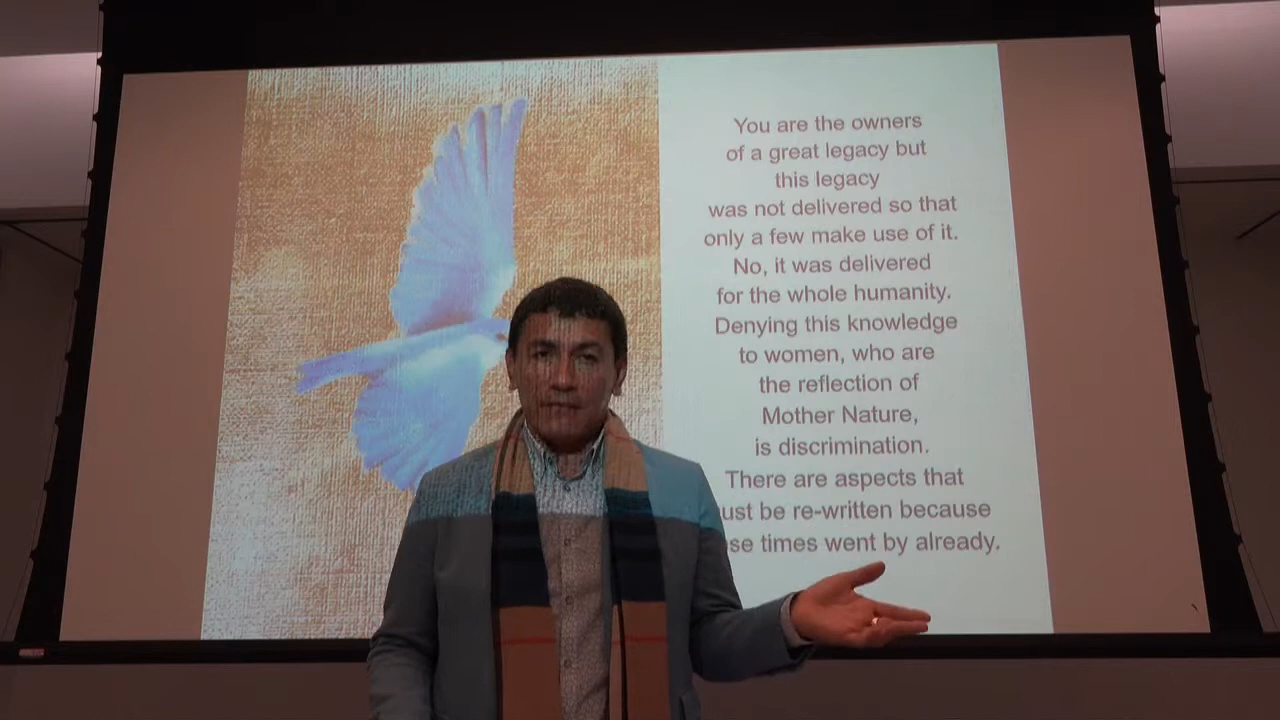 You are the owners
of a great legacy but
this legacy
was not delivered so that
only a few make use of it.
No, it was delivered
for the whole humanity.
Denying this knowledge
to women, who are
the reflection of
Mother Nature,
is discrimination.
There are aspects that
ust be re-written because
se times went by already.